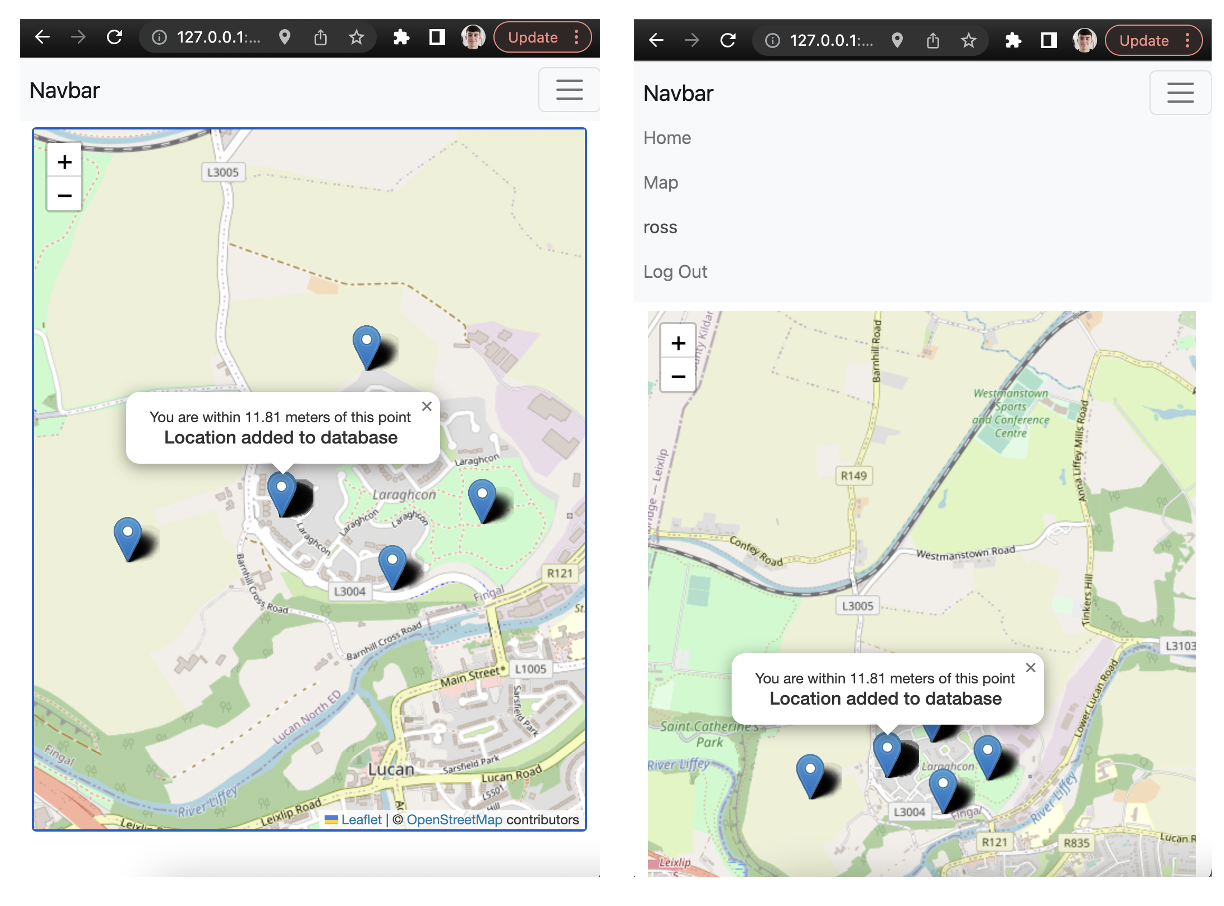 127.0.0.1:...
Update
Navbar
+
−
L3005
You are within 11.81 meters of this point
Location added to database
Laraghcon
Laraghcon
Laraghcon
Laraghcon
Laraghcon
Barnhill Cross Road
L3004
R121
Fingal
St.
Barnhill Cross Road
L1005
Main Street
Sarsfield Park
Lucan North ED
Fingal
Lucan
Sarsfield Park
Lucan Road
L5501
River Liffey
Leixlip Road
Leixlip Road
Leaflet | © OpenStreetMap contributors
127.0.0.1:...
Update
Navbar
Home
Map
ross
Log Out
+
−
County Kildar
Barnhill Road
Westmanstown
Sports
and Conference
Centre
Anna Liffey Mills Road
bridge — Leixlip
R149
Confey Road
Westmanstown Road
L3005
Tinkers Hill
L3103
You are within 11.81 meters of this point
Location added to database
Lower Lucan Road
Saint Catherine's
Park
River Liffey
Laraghcon
L3004
Fingal
River Liffey
R121
R835
Lucan R
Leixlip